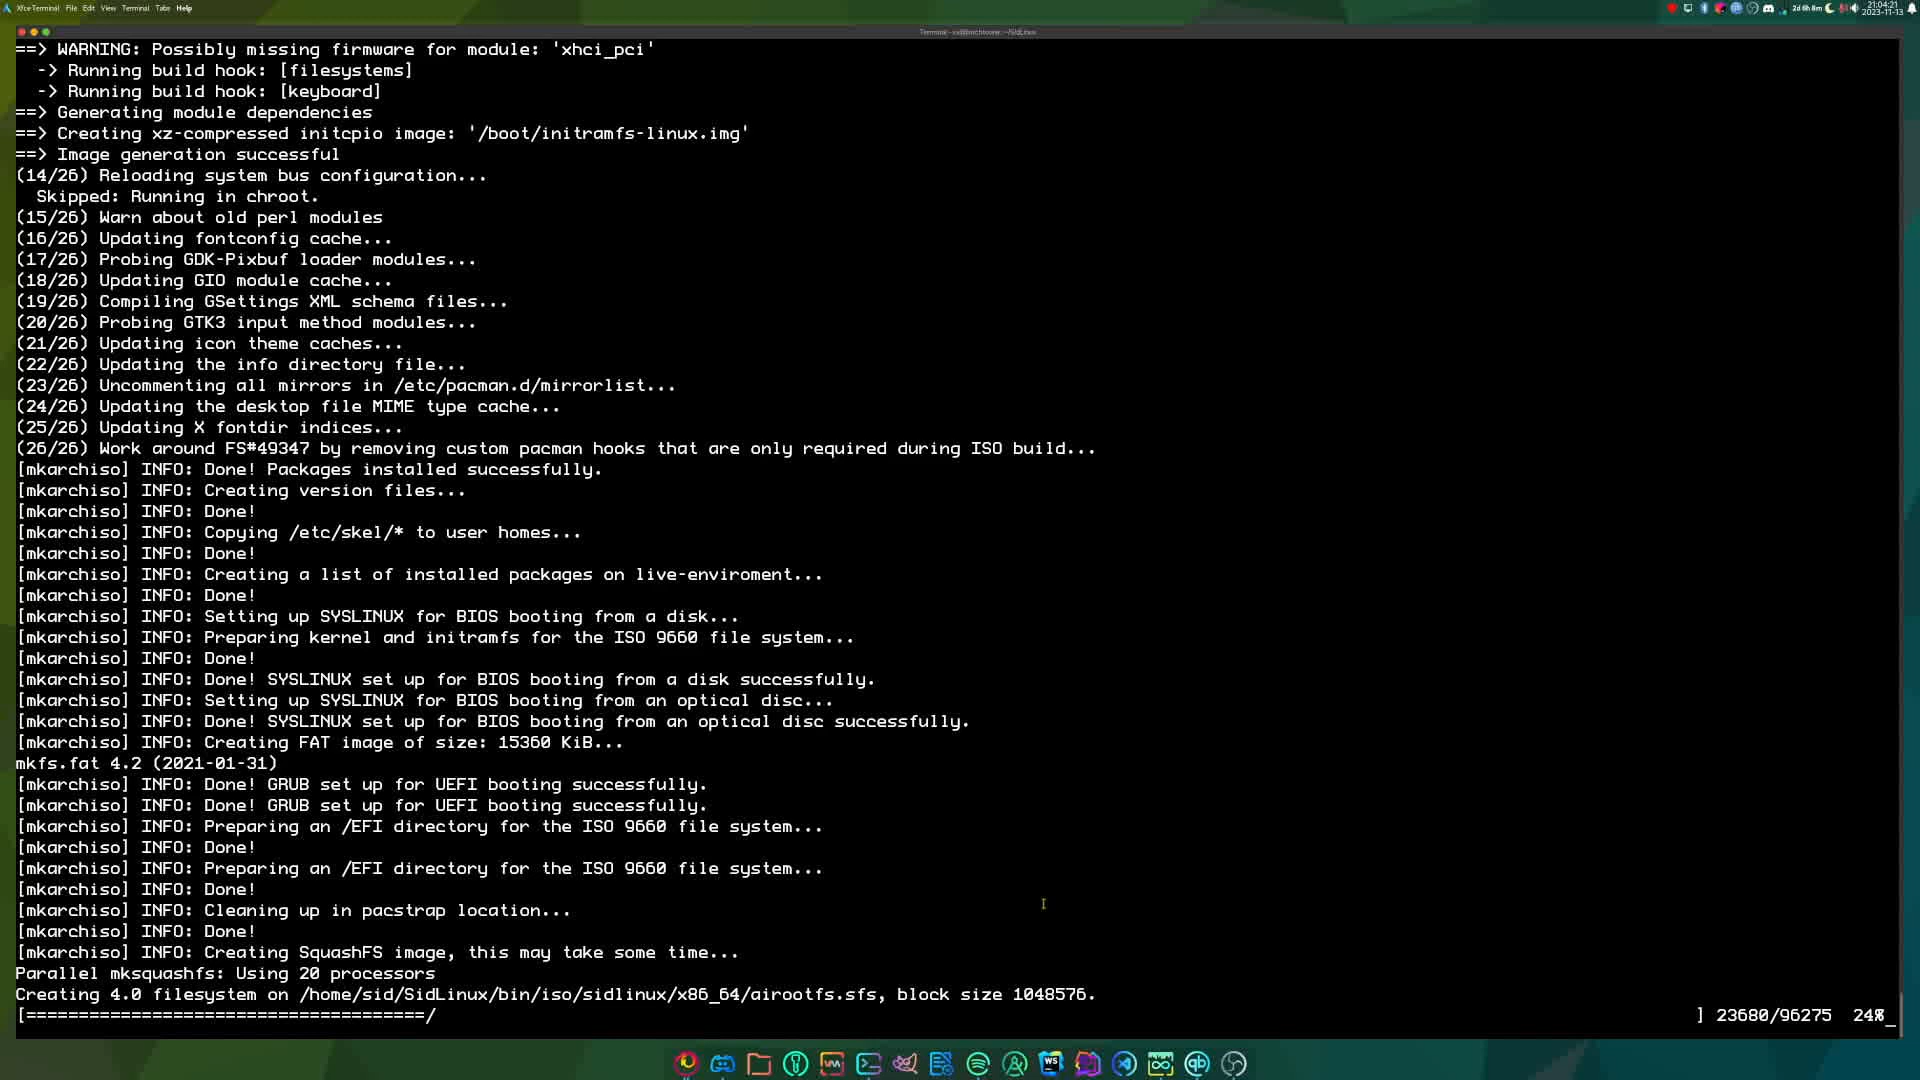 Xfce Terminal File Edit View Terminal Tabs Help
2d 6h 8m
21:04:21
2023-11-13
==> WARNING: Possibly missing firmware for module: 'xhci_pci'
-> Running build hook: [filesystems]
-> Running build hook: [keyboard]
==> Generating module dependencies
==> Creating xz-compressed initcpio image: '/boot/initramfs-linux.img'
==> Image generation successful
(14/26) Reloading system bus configuration...
Skipped: Running in chroot.
(15/26) Warn about old perl modules
(16/26) Updating fontconfig cache...
(17/26) Probing GDK-Pixbuf loader modules...
(18/26) Updating GIO module cache...
(19/26) Compiling GSettings XML schema files...
(20/26) Probing GTK3 input method modules...
(21/26) Updating icon theme caches...
(22/26) Updating the info directory file...
(23/26) Uncommenting all mirrors in /etc/pacman.d/mirrorlist...
(24/26) Updating the desktop file MIME type cache...
(25/26) Updating X fontdir indices...
(26/26) Work around FS#49347 by removing custom pacman hooks that are only required during ISO build...
[mkarchiso] INFO: Done! Packages installed successfully.
[mkarchiso] INFO: Creating version files...
[mkarchiso] INFO: Done!
[mkarchiso] INFO: Copying /etc/skel/* to user homes...
[mkarchiso] INFO: Done!
[mkarchiso] INFO: Creating a list of installed packages on live-enviroment...
[mkarchiso] INFO: Done!
[mkarchiso] INFO: Setting up SYSLINUX for BIOS booting from a disk...
[mkarchiso] INFO: Preparing kernel and initramfs for the ISO 9660 file system...
[mkarchiso] INFO: Done!
[mkarchiso] INFO: Done! SYSLINUX set up for BIOS booting from a disk successfully.
[mkarchiso] INFO: Setting up SYSLINUX for BIOS booting from an optical disc...
[mkarchiso] INFO: Done! SYSLINUX set up for BIOS booting from an optical disc successfully.
[mkarchiso] INFO: Creating FAT image of size: 15360 KiB...
mkfs.fat 4.2 (2021-01-31)
[mkarchiso] INFO: Done! GRUB set up for UEFI booting successfully.
[mkarchiso] INFO: Done! GRUB set up for UEFI booting successfully.
[mkarchiso] INFO: Preparing an /EFI directory for the ISO 9660 file system...
[mkarchiso] INFO: Done!
[mkarchiso] INFO: Preparing an /EFI directory for the ISO 9660 file system...
[mkarchiso] INFO: Done!
[mkarchiso] INFO: Cleaning up in pacstrap location...
[mkarchiso] INFO: Done!
[mkarchiso] INFO: Creating SquashFS image, this may take some time...
Parallel mksquashfs: Using 20 processors
Creating 4.0 filesystem on /home/sid/SidLinux/bin/iso/sidlinux/x86_64/airootfs.sfs, block size 1048576.
[======================================/ ] 23680/96275 24%
WS